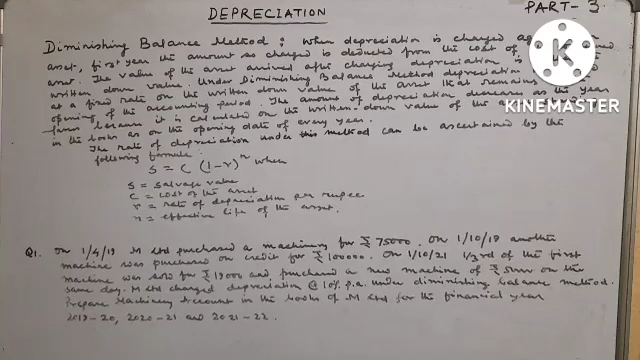 DEPRECIATION
PART-3
Diminishing Balance Method: When depreciation is charged
asset, first year the amount so charged is deducted from the cost of
asset. The value of the asset arrived after charging depreciation is
written down value. Under Diminishing Balance Method depreciation
at a fixed rate on the written down value of the asset that remains
opening of the accounting period. The amount of depreciation decreases as the year
because it is calculated on the written down value of the
in the books as on the opening date of every year.
The rate of depreciation under this method can be ascertained by the
following formula
S = C (1-r)^n when
S = salvage value
C = cost of the asset
r = rate of depreciation per rupee
n = effective life of the asset.
KINEMASTER
Q1. On 1/4/19 M Ltd purchased a machinery for ₹ 75000. On 1/10/19 another
machine was purchased on credit for ₹ 100000. On 1/10/21 1/3rd of the first
machine was sold for ₹ and purchased a new machine of ₹ on the
same day. M Ltd charged depreciation @ 10% p.a. under diminishing balance method.
Prepare Machinery Account in the books of M Ltd for the financial year
2019-20, 2020-21 and 2021-22.